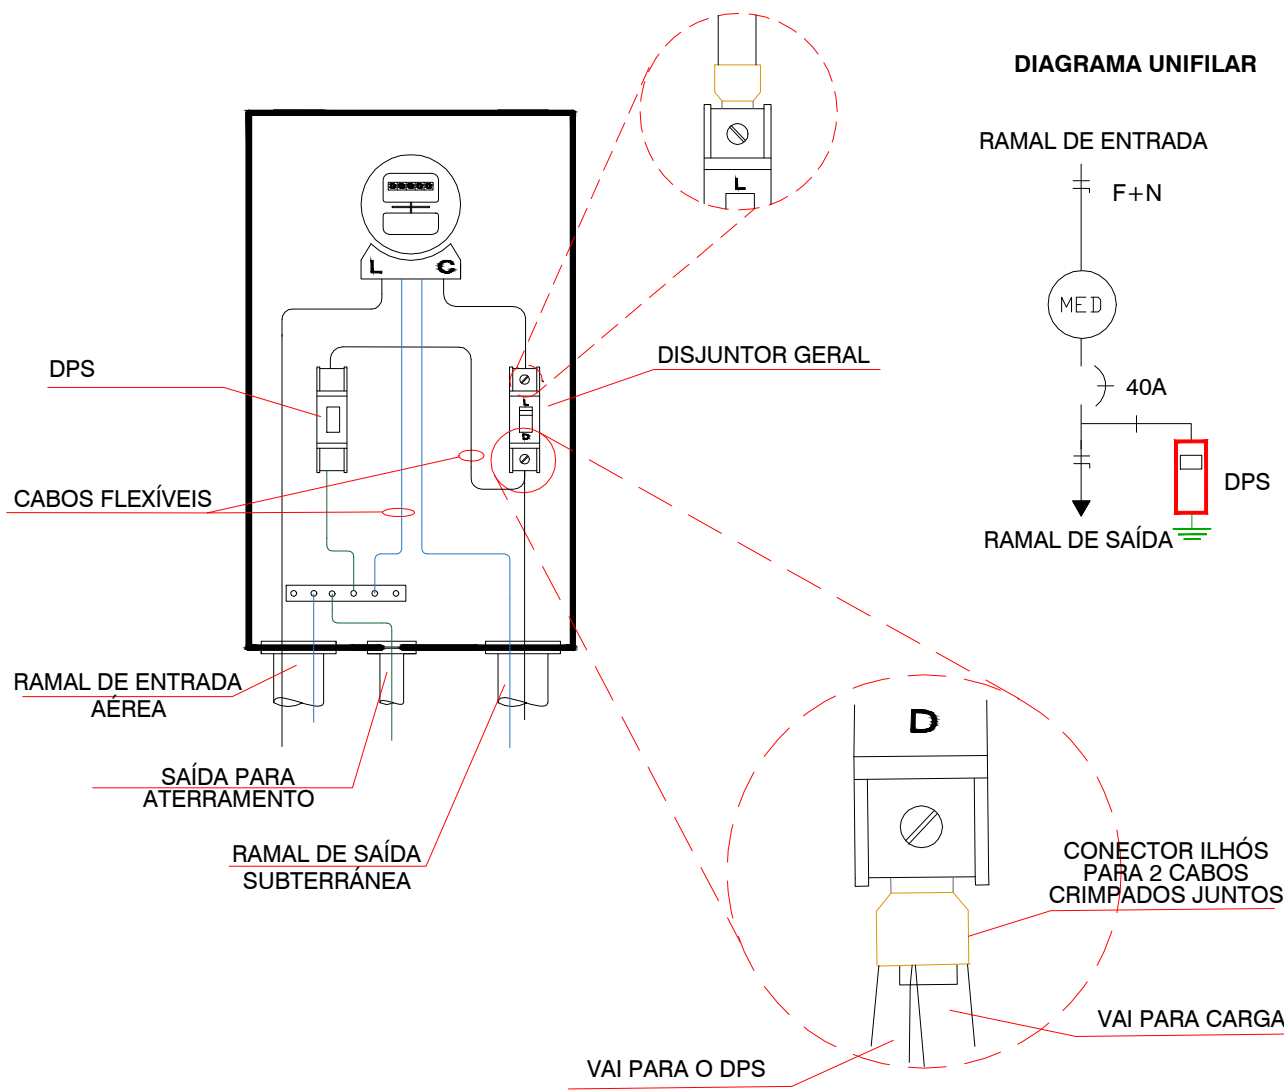 DIAGRAMA UNIFILAR
RAMAL DE ENTRADA
F+N
MED
40A
DPS
RAMAL DE SAÍDA
L
L C
DPS
DISJUNTOR GERAL
L
D
CABOS FLEXÍVEIS
RAMAL DE ENTRADA
AÉREA
SAÍDA PARA
ATERRAMENTO
RAMAL DE SAÍDA
SUBTERRÁNEA
D
CONECTOR ILHÓS
PARA 2 CABOS
CRIMPADOS JUNTOS
VAI PARA CARGA
VAI PARA O DPS